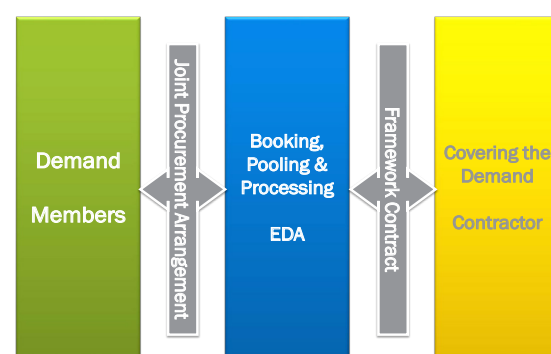 Demand
Members
Joint Procurement Arrangement
Booking,
Pooling &
Processing
EDA
Framework Contract
Covering the
Demand
Contractor